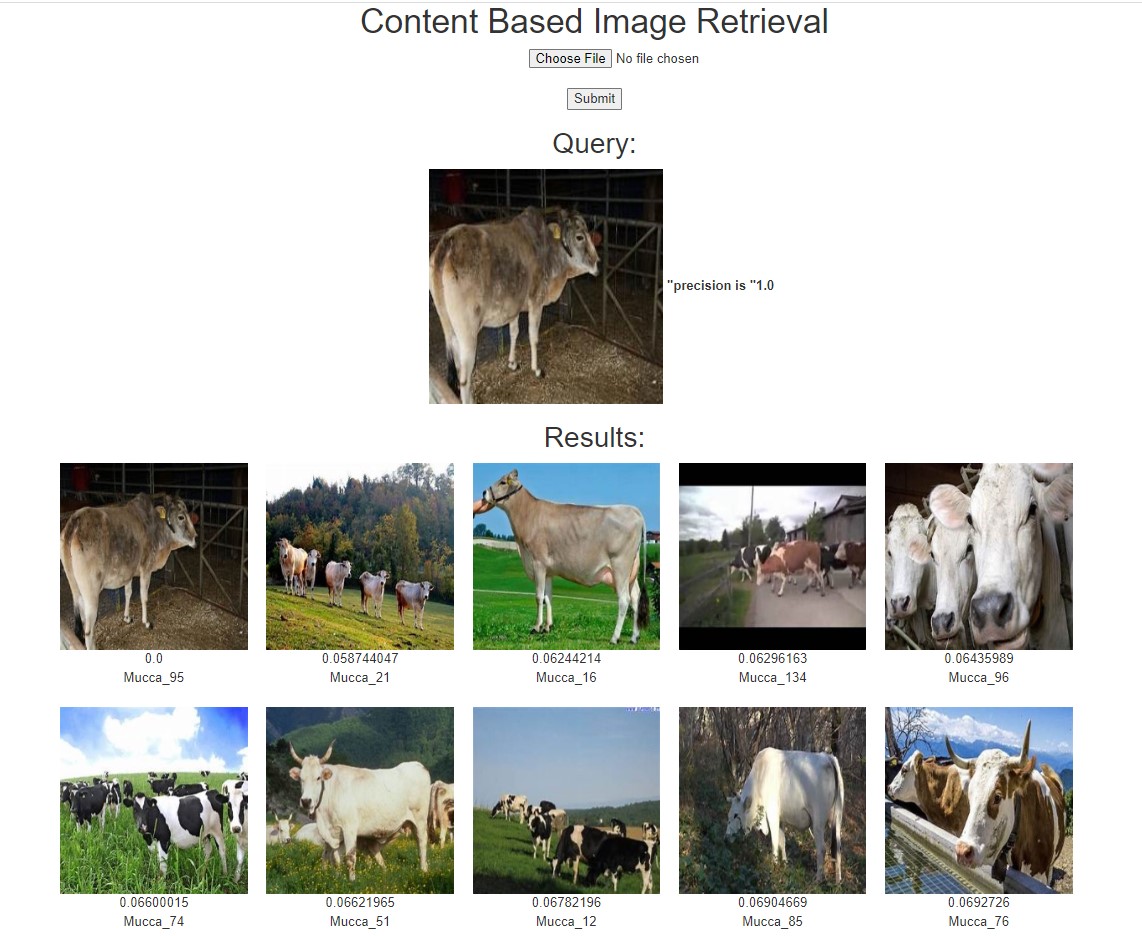 Content Based Image Retrieval
Choose File No file chosen
Submit
Query:
"precision is "1.0
Results:
0.0
Mucca_95
0.058744047
Mucca_21
0.06244214
Mucca_16
0.06296163
Mucca_134
0.06435989
Mucca_96
0.06600015
Mucca_74
0.06621965
Mucca_51
0.06782196
Mucca_12
0.06904669
Mucca_85
0.0692726
Mucca_76